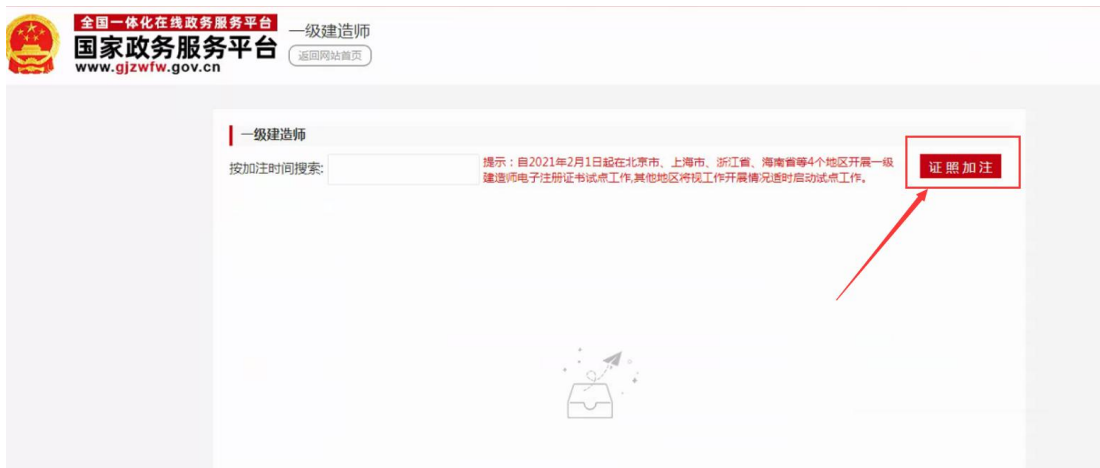 全国一体化在线政务服务平台
国家政务服务平台
www.gjzwfw.gov.cn
一级建造师
返回网站首页
一级建造师
按加注时间搜索:
提示：自2021年2月1日起在北京市、上海市、浙江省、海南省等4个地区开展一级
建造师电子注册证书试点工作,其他地区将视工作开展情况适时启动试点工作。
证照加注